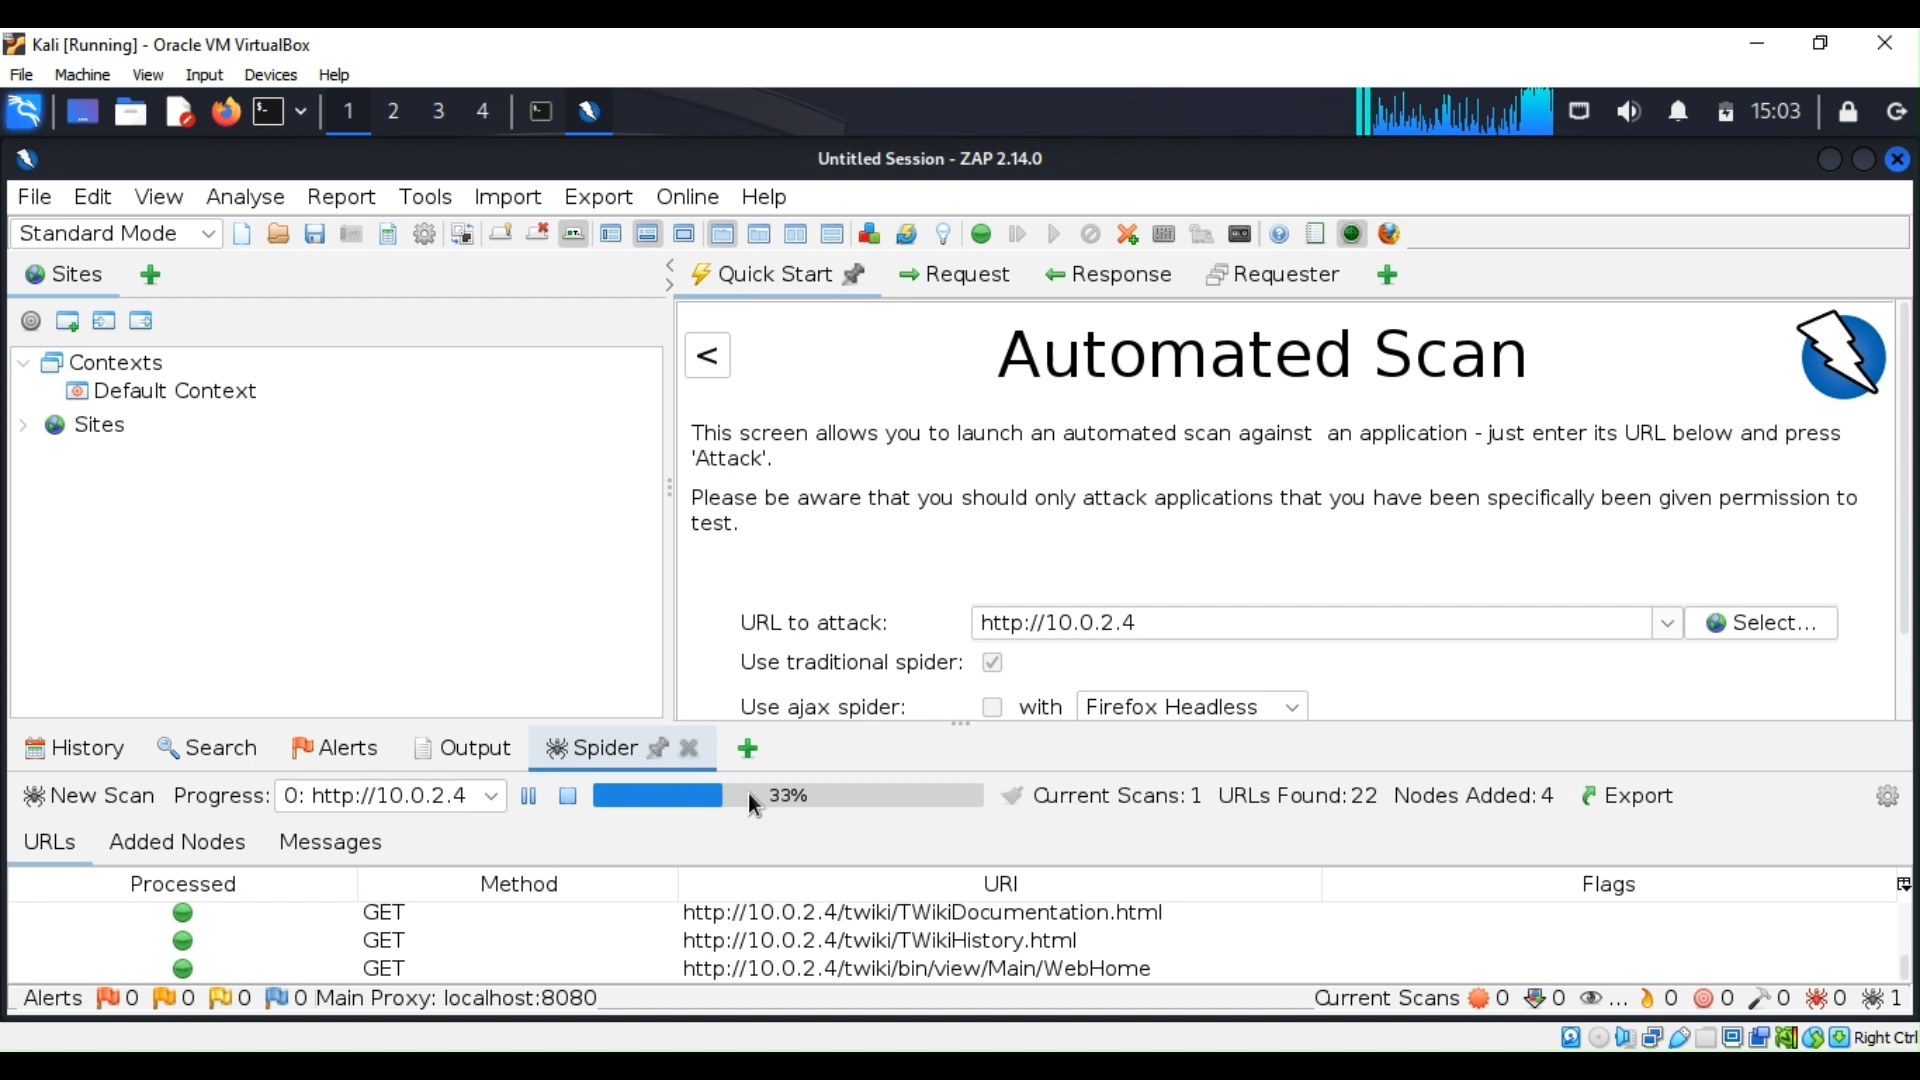 Kali [Running] - Oracle VM VirtualBox
File Machine View Input Devices Help
1 2 3 4 15:03
Untitled Session - ZAP 2.14.0
File Edit View Analyse Report Tools Import Export Online Help
Standard Mode
Sites
Quick Start Request Response Requester
Contexts
Default Context
Sites
<
Automated Scan
This screen allows you to launch an automated scan against  an application - just enter its URL below and press
'Attack'.
Please be aware that you should only attack applications that you have been specifically been given permission to
test.
URL to attack: http://10.0.2.4 Select...
Use traditional spider:
Use ajax spider: with Firefox Headless
History Search Alerts Output Spider
New Scan Progress: 0: http://10.0.2.4 33% Current Scans: 1 URLs Found: 22 Nodes Added: 4 Export
URLs Added Nodes Messages
Processed Method URI Flags
GET http://10.0.2.4/twiki/TWikiDocumentation.html
GET http://10.0.2.4/twiki/TWikiHistory.html
GET http://10.0.2.4/twiki/bin/view/Main/WebHome
Alerts 0 0 0 0 Main Proxy: localhost:8080 Current Scans 0 0 ... 0 0 0 0 1
Right Ctrl